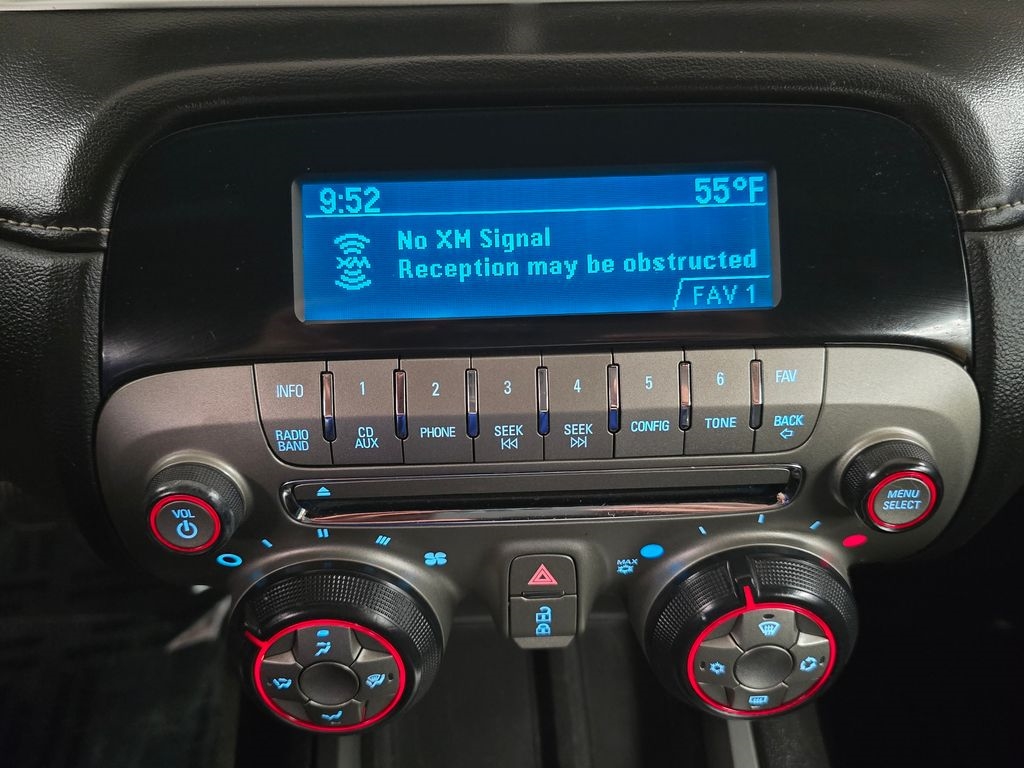 9:52
55°F
XM
No XM Signal
Reception may be obstructed
FAV 1
INFO
1
2
3
4
5
6
FAV
RADIO
BAND
CD
AUX
PHONE
SEEK
SEEK
CONFIG
TONE
BACK
VOL
MENU
SELECT
MAX